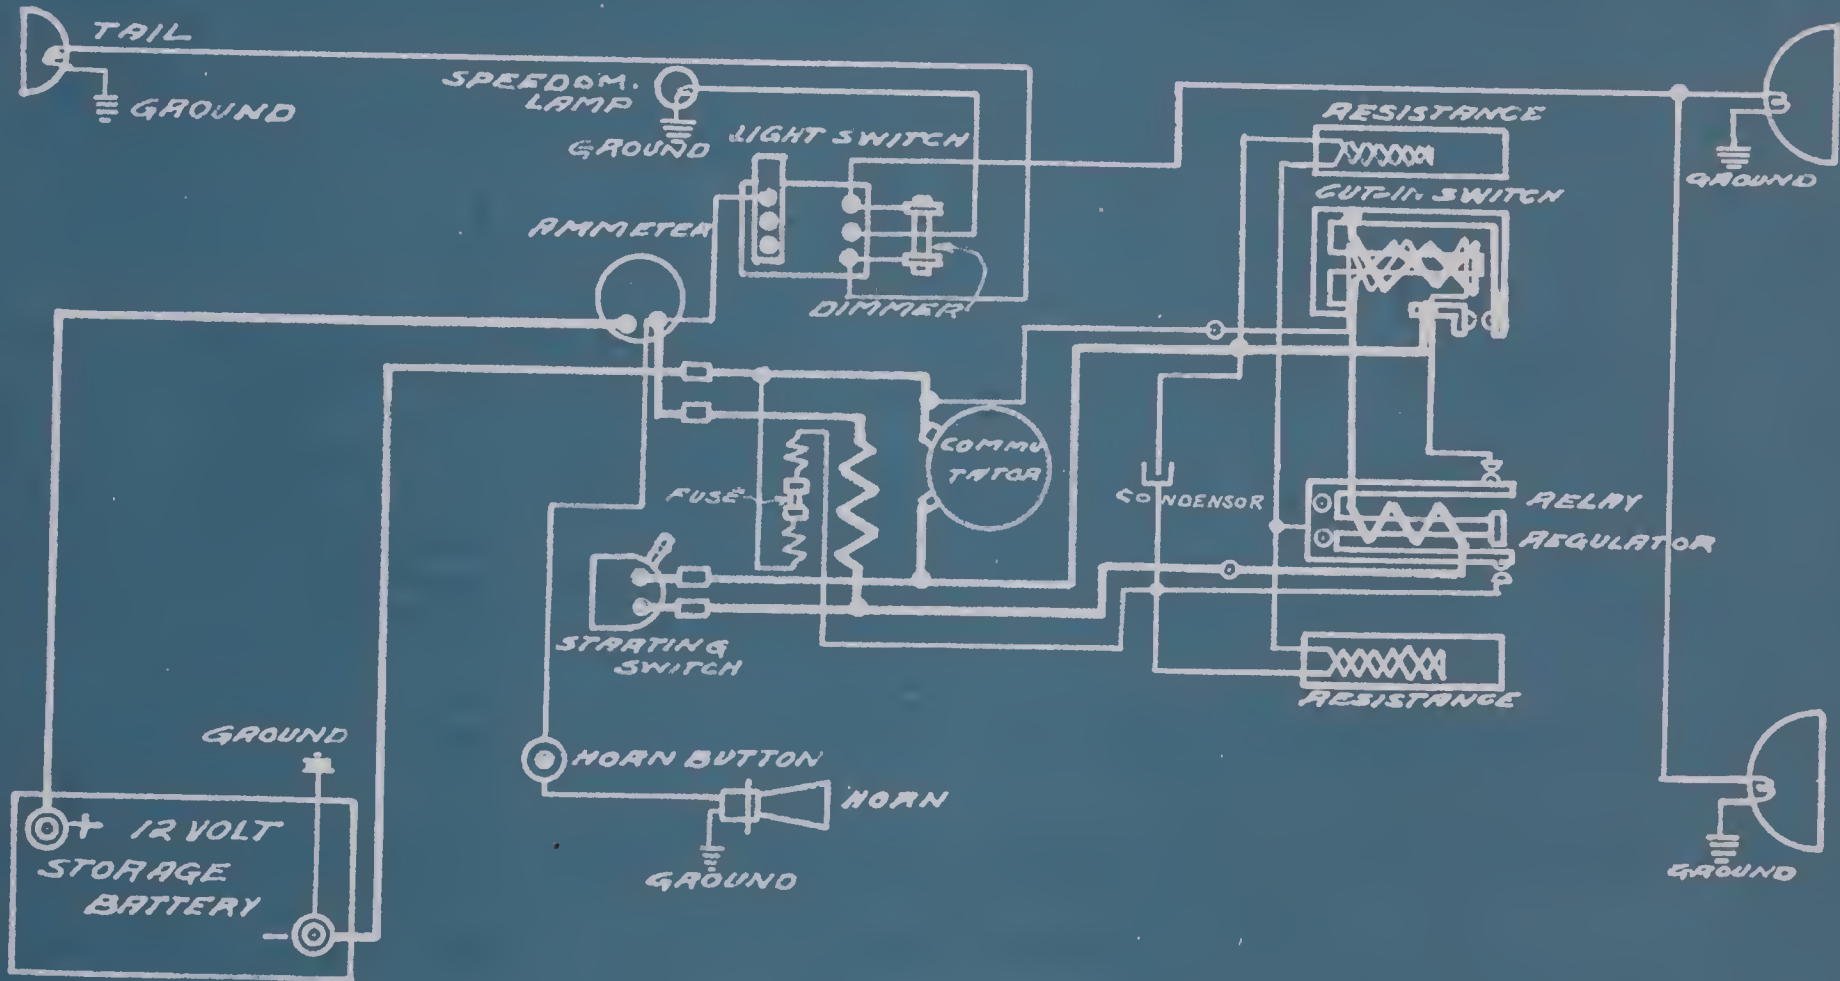 TAIL
GROUND
SPEEDOM.
LAMP
GROUND
LIGHT SWITCH
AMMETER
DIMMER
RESISTANCE
CUT-IN SWITCH
GROUND
COMMU
TATOR
FUSE
CONDENSOR
RELAY
REGULATOR
STARTING
SWITCH
RESISTANCE
GROUND
HORN BUTTON
HORN
GROUND
+ 12 VOLT
STORAGE
BATTERY
-
GROUND